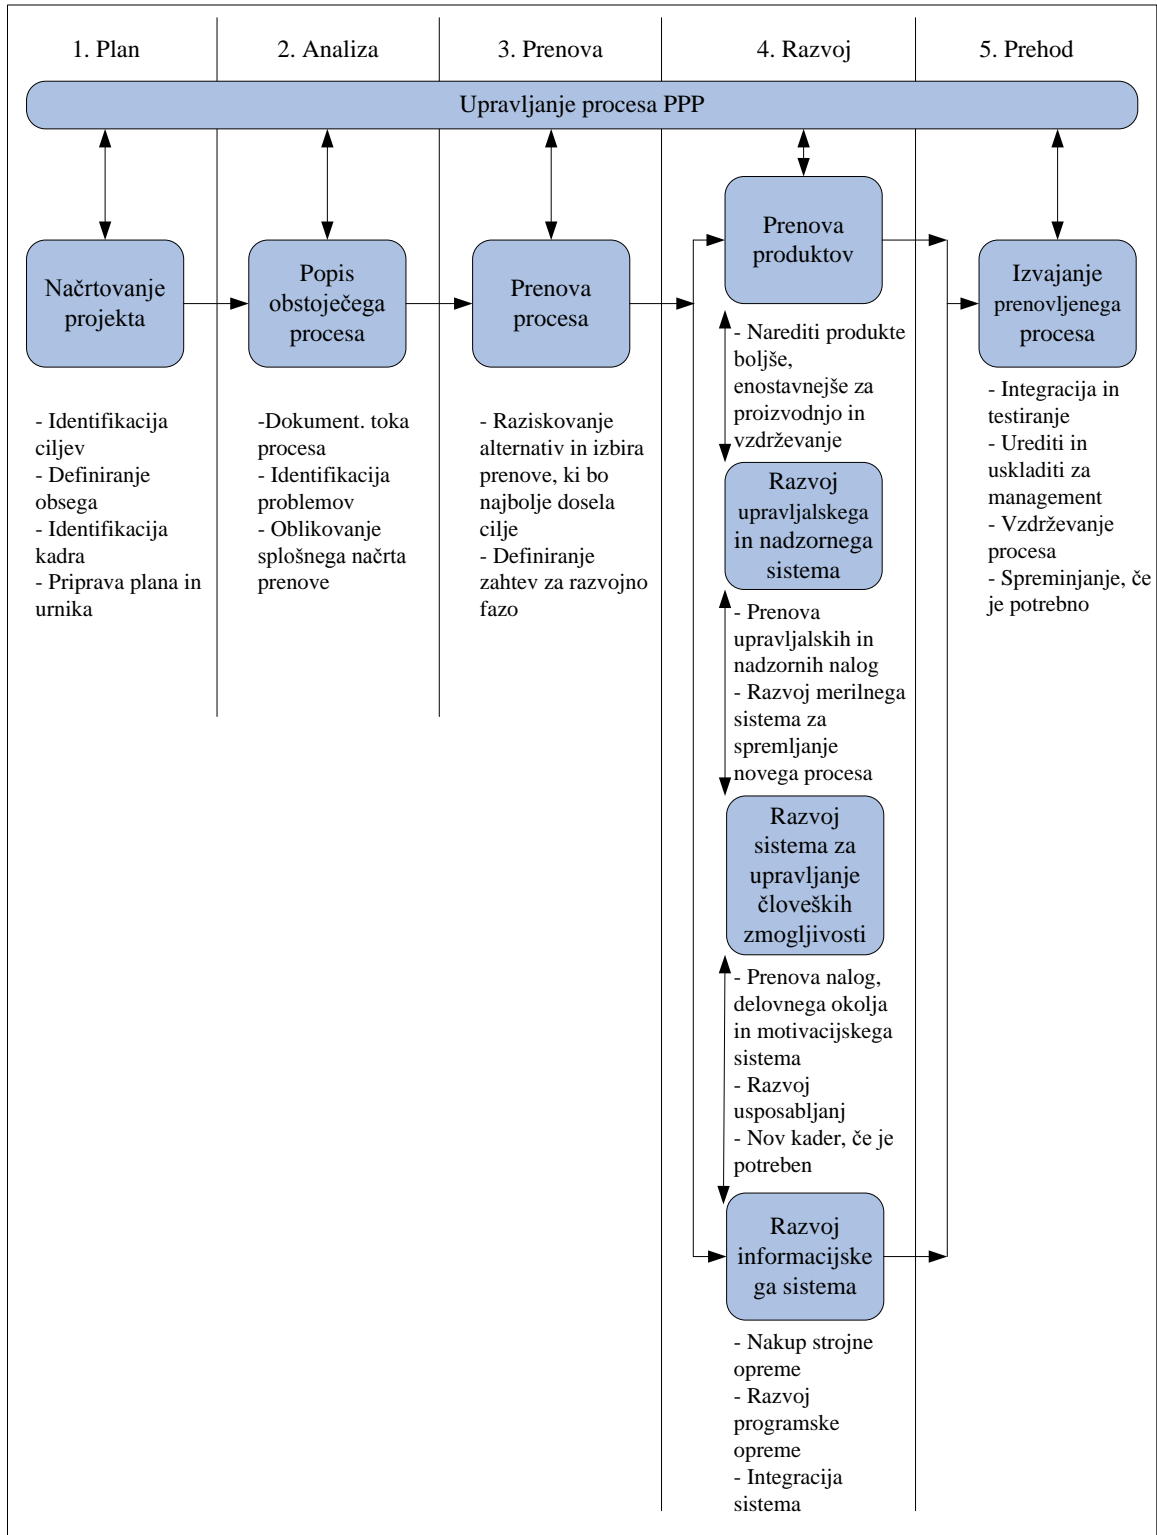 1. Plan
2. Analiza
3. Prenova
4. Razvoj
5. Prehod
Upravljanje procesa PPP
Načrtovanje
projekta
- Identifikacija
ciljev
- Definiranje
obsega
- Identifikacija
kadra
- Priprava plana in
urnika
Popis
obstoječega
procesa
-Dokument. toka
procesa
- Identifikacija
problemov
- Oblikovanje
splošnega načrta
prenove
Prenova
procesa
- Raziskovanje
alternativ in izbira
prenove, ki bo
najbolje dosela
cilje
- Definiranje
zahtev za razvojno
fazo
Prenova
produktov
- Narediti produkte
boljše,
enostavnejše za
proizvodnjo in
vzdrževanje
Razvoj
upravljalskega
in nadzornega
sistema
- Prenova
upravljalskih in
nadzornih nalog
- Razvoj merilnega
sistema za
spremljanje
novega procesa
Razvoj
sistema za
upravljanje
človeških
zmogljivosti
- Prenova nalog,
delovnega okolja
in motivacijskega
sistema
- Razvoj
usposabljanj
- Nov kader, če je
potreben
Razvoj
informacijske
ga sistema
- Nakup strojne
opreme
- Razvoj
programske
opreme
- Integracija
sistema
Izvajanje
prenovljenega
procesa
- Integracija in
testiranje
- Urediti in
uskladiti za
management
- Vzdrževanje
procesa
- Spreminjanje, če
je potrebno